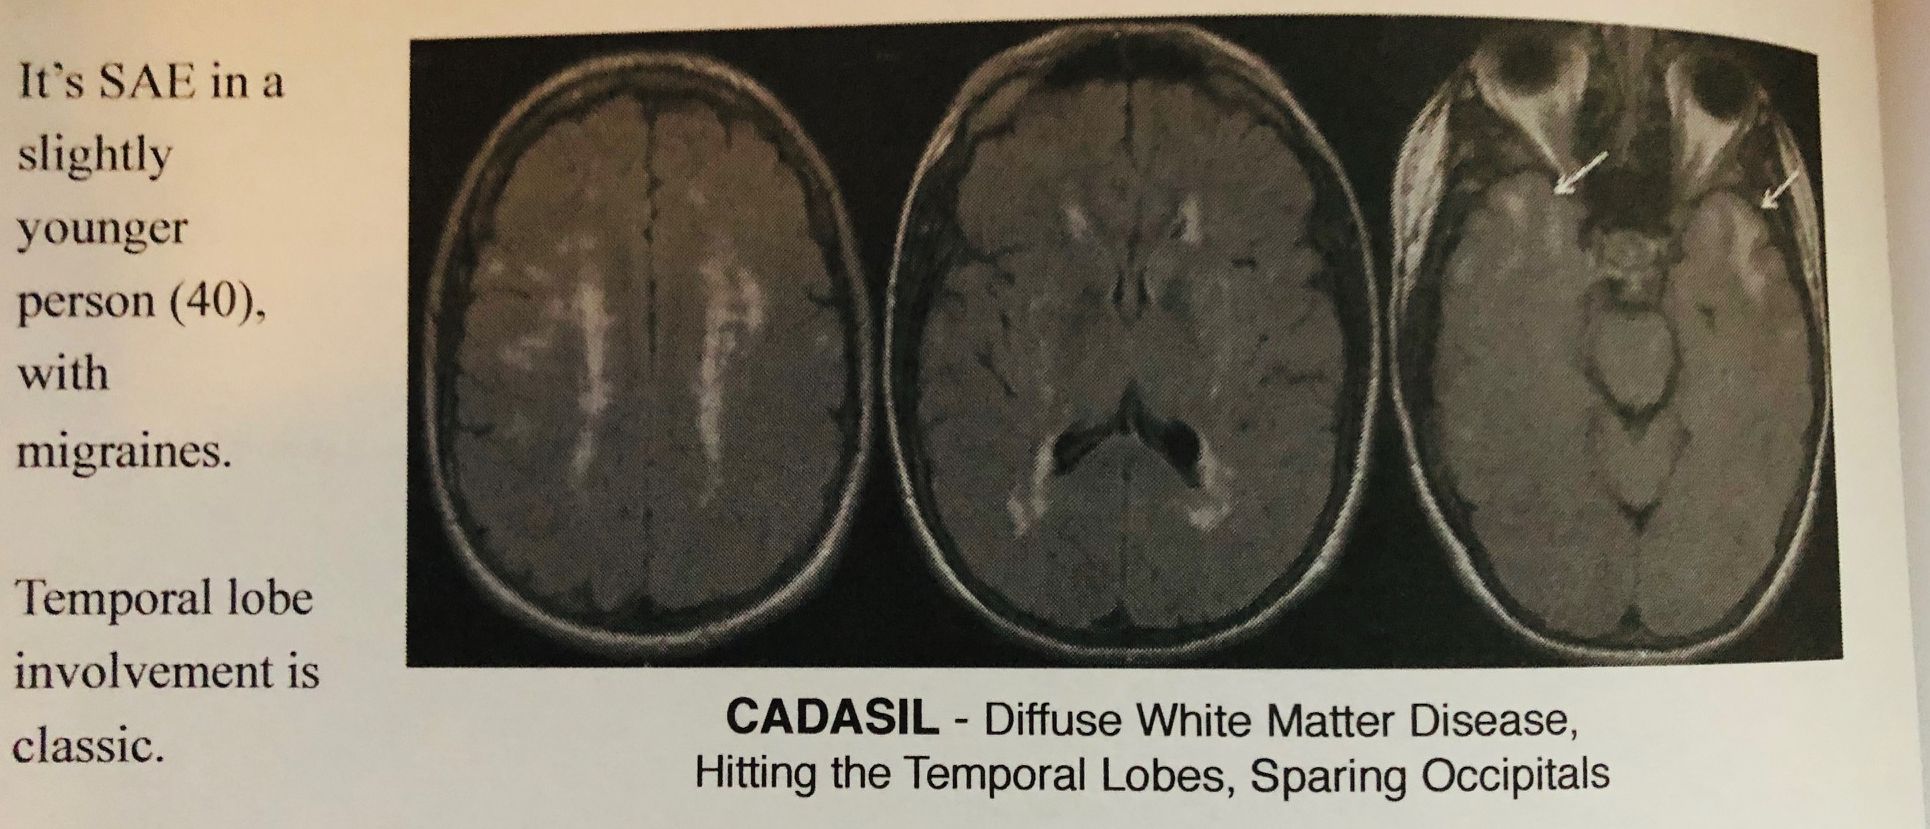 It's SAE in a
slightly
younger
person (40),
with
migraines.
Temporal lobe
involvement is
classic.
CADASIL - Diffuse White Matter Disease,
Hitting the Temporal Lobes, Sparing Occipitals